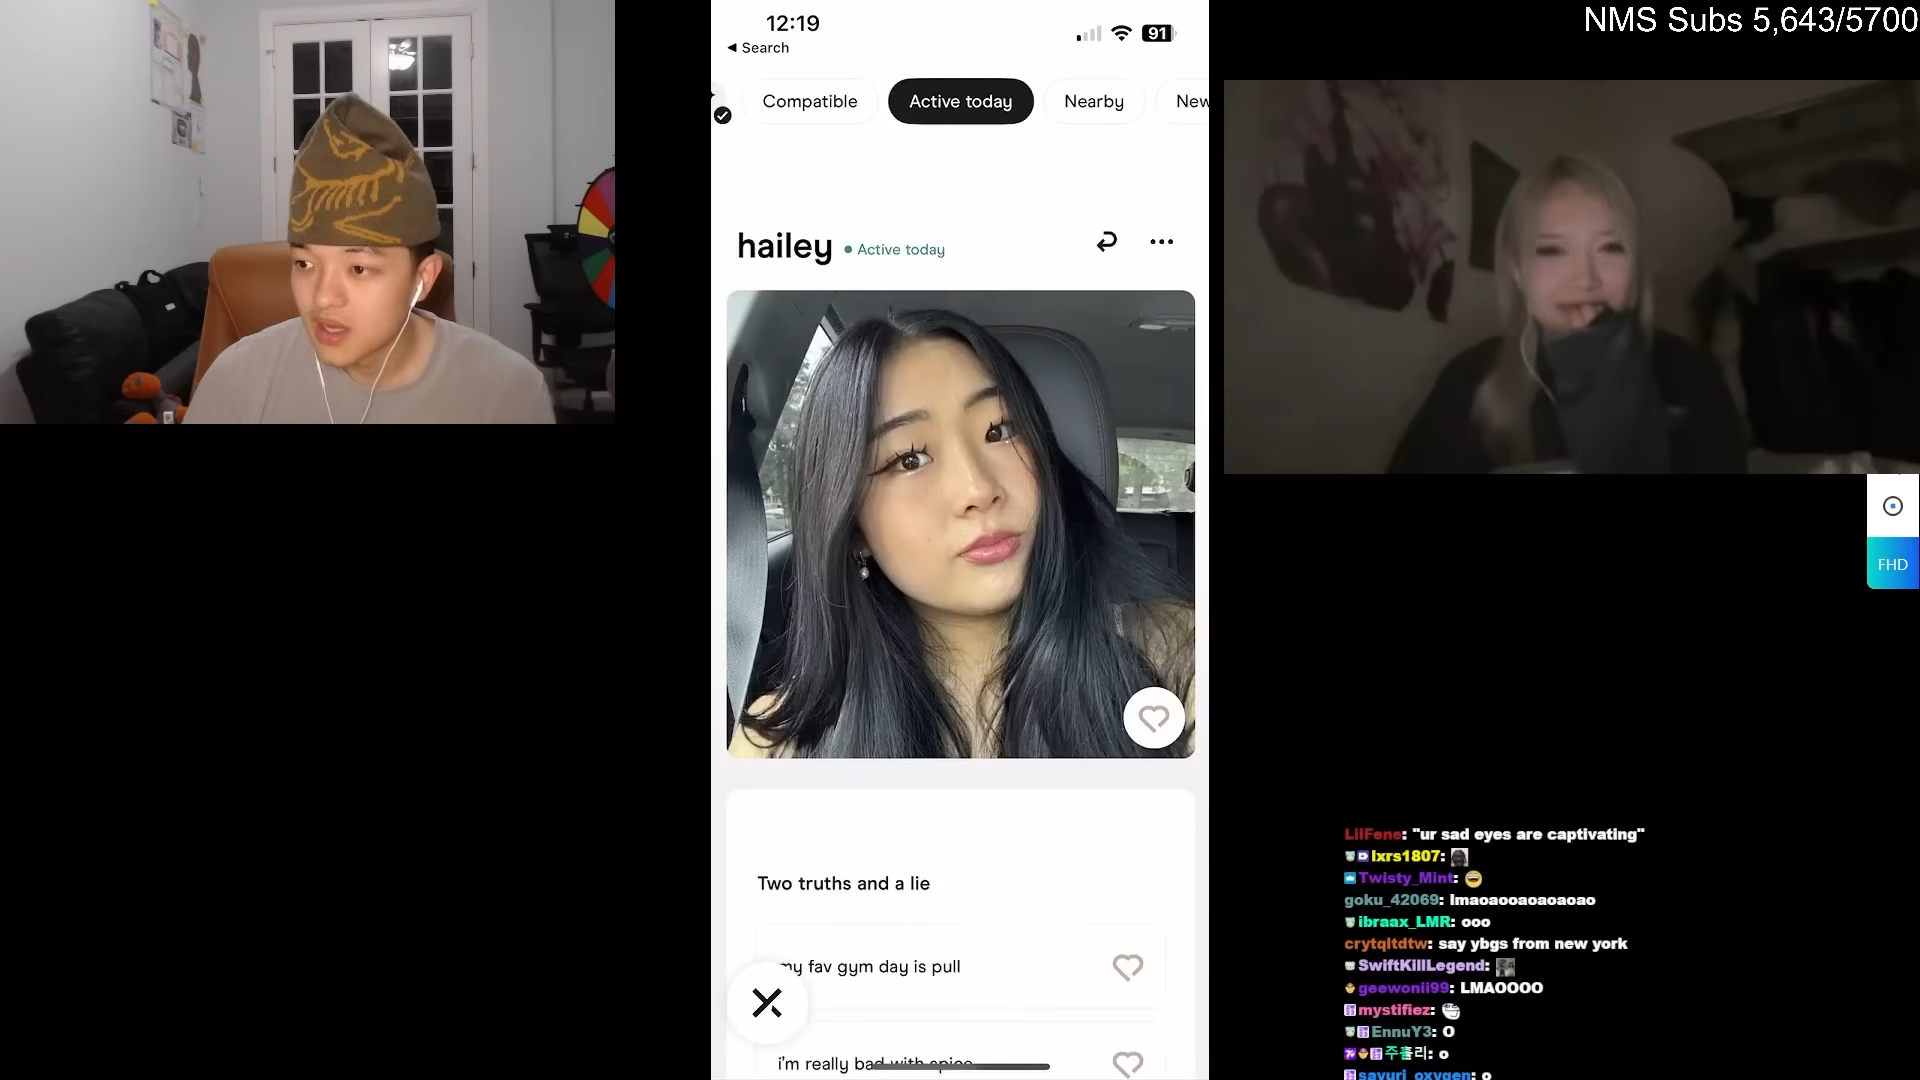 NMS Subs 5,643/5700
12:19
91
Search
Compatible
Active today
Nearby
New
hailey
Active today
Two truths and a lie
my fav gym day is pull
i'm really bad with spice
FHD
LilFene: "ur sad eyes are captivating"
lxrs1807:
Twisty_Mint:
goku_42069: lmaoaooaoaoaoao
ibraax_LMR: ooo
crytqltdtw: say ybgs from new york
SwiftKillLegend:
geewonii99: LMAOOOO
mystifiez:
EnnuY3: O
주홀리: o
sayuri_oxygen: o